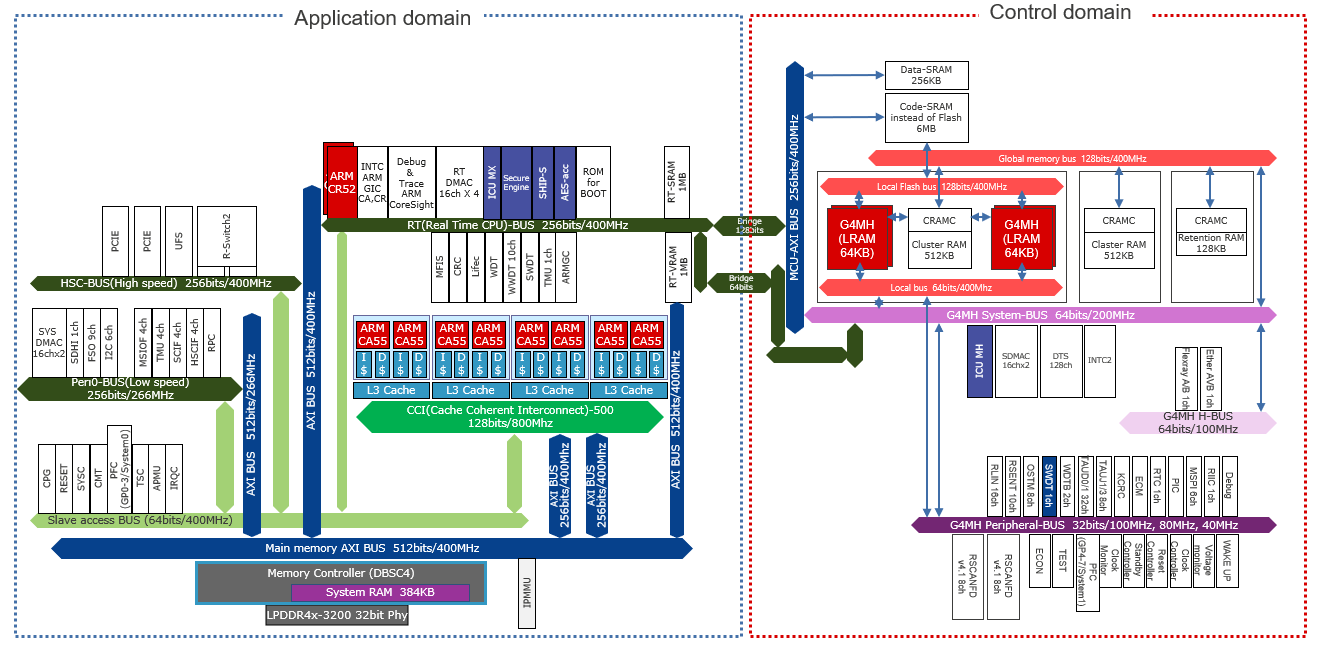 Application domain
Control domain
Data-SRAM
256KB
Code-SRAM
instead of Flash
6MB
MCU-AXI BUS 256bits/400MHz
Global memory bus 128bits/400MHz
Local Flash bus 128bits/400MHz
G4MH
(LRAM
64KB)
CRAMC
Cluster RAM
512KB
G4MH
(LRAM
64KB)
CRAMC
Claster RAM
512KB
CRAMC
Retention RAM
128KB
Local bus 64bits/400Mhz
G4MH System-BUS 64bits/200MHz
ARM
CR52
INTC
ARM
GIC
CA,CR
Debug
&
Trace
ARM
CoreSight
RT
DMAC
16ch X 4
ICU MX
Secure
Engine
SHIP-S
AES-acc
ROM
for
BOOT
RT-SRAM
1MB
RT(Real Time CPU)-BUS 256bits/400MHz
Bridge
64bits
128bits
PCIE
PCIE
UFS
R-Switch2
HSC-BUS(High speed) 256bits/400MHz
MFIS
CRC
Lifec
WDT
WWDT 10ch
SWDT
TMU 1ch
ARMGC
RT-VRAM
1MB
SYS
DMAC
16chx2
SDHI 1ch
FSO 9ch
I2C 6ch
MSIOF 4ch
TMU 4ch
SCIF 4ch
HSCIF 4ch
RPC
Peri0-BUS(Low speed)
256bits/266MHz
AXI BUS 512bits/266MHz
AXI BUS 512bits/400MHz
ARM
CA55
ARM
CA55
ARM
CA55
ARM
CA55
ARM
CA55
ARM
CA55
ARM
CA55
ARM
CA55
I
$
D
$
I
$
D
$
I
$
D
$
I
$
D
$
I
$
D
$
I
$
D
$
I
$
D
$
I
$
D
$
L3 Cache
L3 Cache
L3 Cache
L3 Cache
CCI(Cache Coherent Interconnect)-500
128bits/800Mhz
AXI BUS
256bits/400Mhz
AXI BUS
256bits/400Mhz
AXI BUS 512bits/400MHz
CPG
RESET
SYSC
CMT
PFC
(GP0-3/System0)
TSC
APMU
IRQC
Slave access BUS (64bits/400MHz)
Main memory AXI BUS 512bits/400MHz
Memory Controller (DBSC4)
System RAM 384KB
LPDDR4x-3200 32bit Phy
IPMMU
ICU MH
SDMAC
16chx2
DTS
128ch
INTC2
Flexray
A/B 1ch
Ether
AVB 1ch
G4MH H-BUS
64bits/100MHz
RLIN 16ch
RSENT 10ch
OSTM 8ch
SWDT 1ch
WDTB 2ch
TAUD0/1 32ch
TAUJ1/3 8ch
KCRC
ECM
RTC 1ch
PIC
MSPI 6ch
RIIC 1ch
Debug
G4MH Peripheral-BUS 32bits/100MHz, 80MHz, 40MHz
RSCANFD
v4.1 8ch
RSCANFD
v4.1 8ch
ECON
TEST
PFC
(GP4-7/System1)
Clock
Monitor
Standby
Controller
Reset
Controller
Clock
Controller
Voltage
monitor
WAKE UP